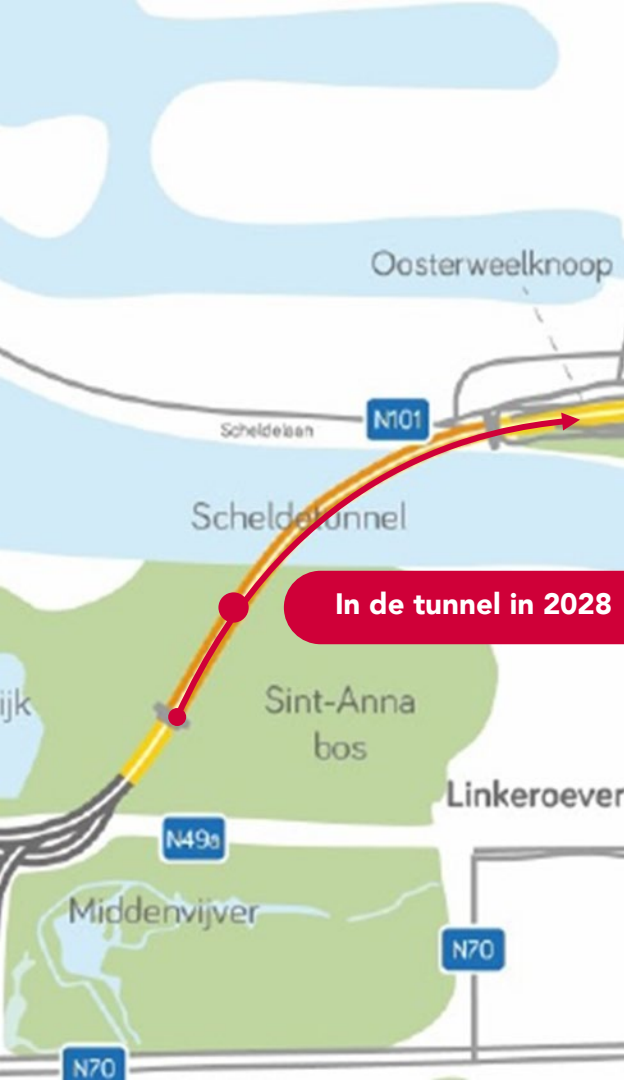 Oosterweelknoop
N101
Scheldelaan
Scheldetunnel
In de tunnel in 2028
ijk
Sint-Anna
bos
Linkeroever
N49a
Middenvijver
N70
N70